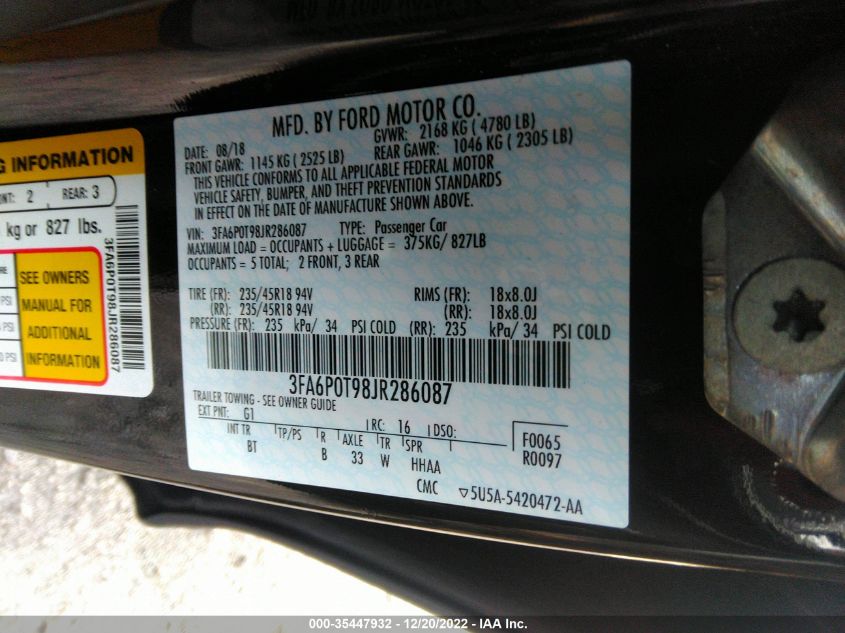 G INFORMATION
NT: 2 REAR: 3
kg or 827 lbs.
SEE OWNERS
MANUAL FOR
ADDITIONAL
INFORMATION
PSI
PSI
PSI
3FA6P0T98JR286087
MFD. BY FORD MOTOR CO.
DATE: 08/18 GVWR: 2168 KG ( 4780 LB)
FRONT GAWR: 1145 KG ( 2525 LB) REAR GAWR: 1046 KG ( 2305 LB)
THIS VEHICLE CONFORMS TO ALL APPLICABLE FEDERAL MOTOR
VEHICLE SAFETY, BUMPER, AND THEFT PREVENTION STANDARDS
IN EFFECT ON THE DATE OF MANUFACTURE SHOWN ABOVE.
VIN: 3FA6P0T98JR286087 TYPE: Passenger Car
MAXIMUM LOAD = OCCUPANTS + LUGGAGE = 375KG/ 827LB
OCCUPANTS = 5 TOTAL; 2 FRONT, 3 REAR
TIRE (FR): 235/45R18 94V RIMS (FR): 18x8.0J
(RR): 235/45R18 94V (RR): 18x8.0J
PRESSURE (FR): 235 kPa/ 34 PSI COLD (RR): 235 kPa/ 34 PSI COLD
3FA6P0T98JR286087
TRAILER TOWING - SEE OWNER GUIDE
EXT PNT: G1 RC: 16 DSO: F0065
INT TR TP/PS R AXLE TR SPR R0097
BT B 33 W HHAA
CMC ▽5U5A-5420472-AA
000-35447932 - 12/20/2022 - IAA Inc.